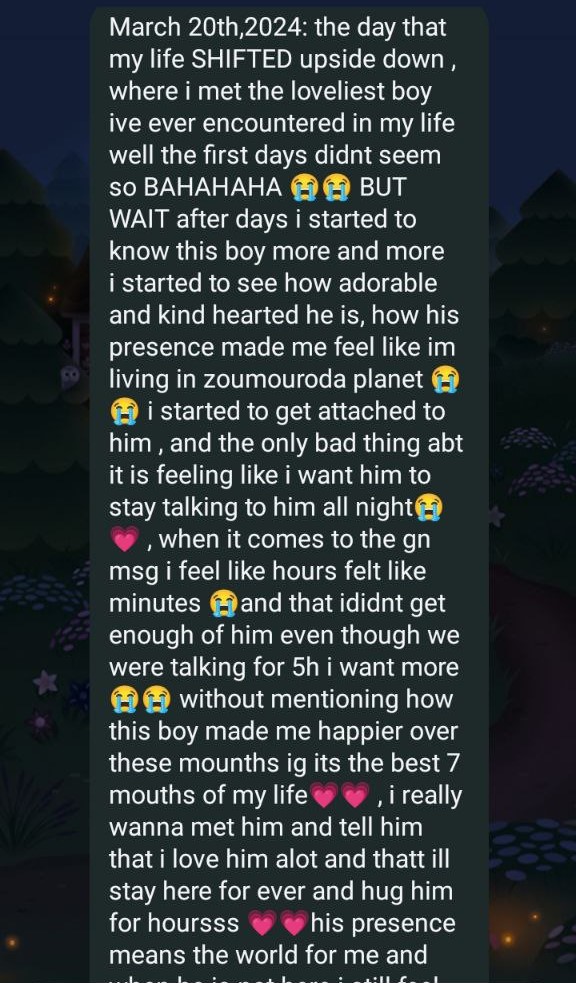 March 20th,2024: the day that
my life SHIFTED upside down ,
where i met the loveliest boy
ive ever encountered in my life
well the first days didnt seem
so BAHAHAHA 😭😭 BUT
WAIT after days i started to
know this boy more and more
i started to see how adorable
and kind hearted he is, how his
presence made me feel like im
living in zoumouroda planet 😭
😭 i started to get attached to
him , and the only bad thing abt
it is feeling like i want him to
stay talking to him all night😭
💗 , when it comes to the gn
msg i feel like hours felt like
minutes 😭and that ididnt get
enough of him even though we
were talking for 5h i want more
😭😭 without mentioning how
this boy made me happier over
these mounths ig its the best 7
mouths of my life💗💗 , i really
wanna met him and tell him
that i love him alot and thatt ill
stay here for ever and hug him
for hoursss 💗💗his presence
means the world for me and
when he is not here i still feel